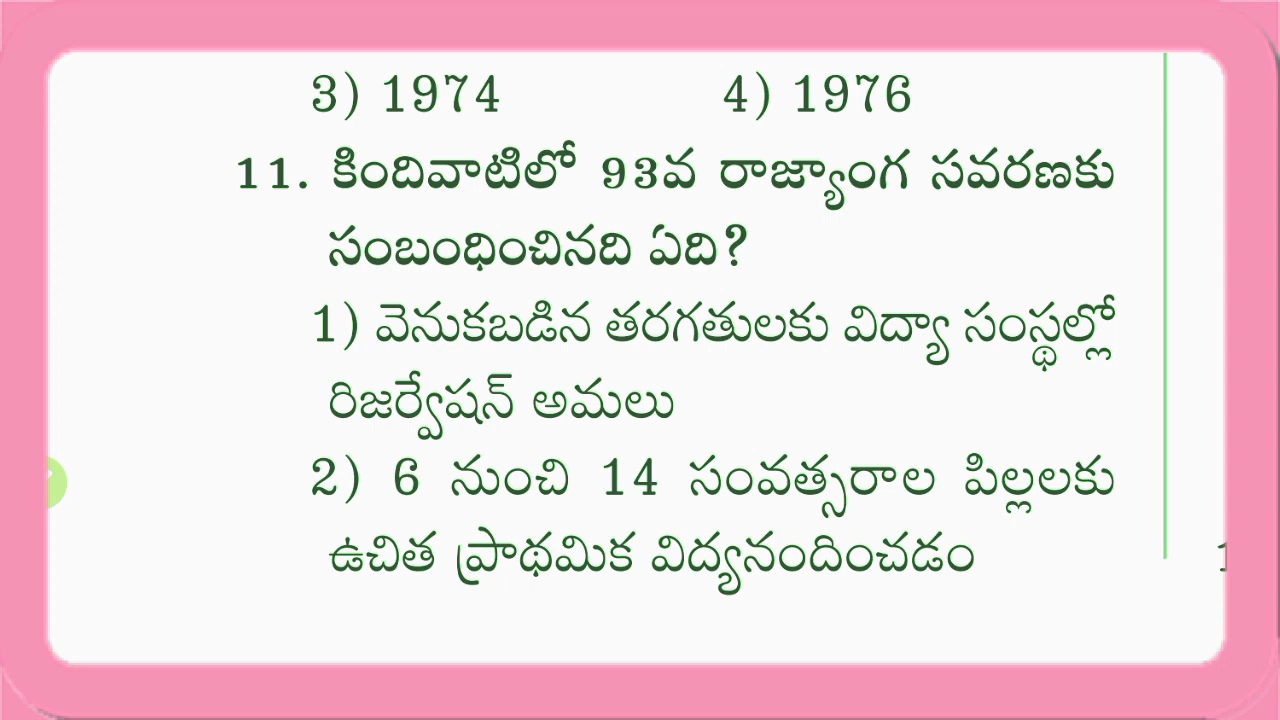 3) 1974 4) 1976
11. కిందివాటిలో 93వ రాజ్యాంగ సవరణకు
సంబంధించినది ఏది?
1) వెనుకబడిన తరగతులకు విద్యా సంస్థల్లో
రిజర్వేషన్ అమలు
2) 6 నుంచి 14 సంవత్సరాల పిల్లలకు
ఉచిత ప్రాథమిక విద్యనందించడం